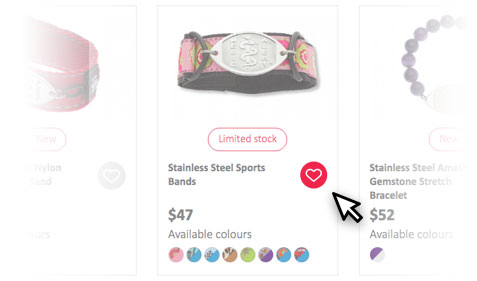 New
Nylon
Band
ours
Limited stock
Stainless Steel Sports
Bands
$47
Available colours
New
Stainless Steel
Gemstone Stretch
Bracelet
$52
Available colours